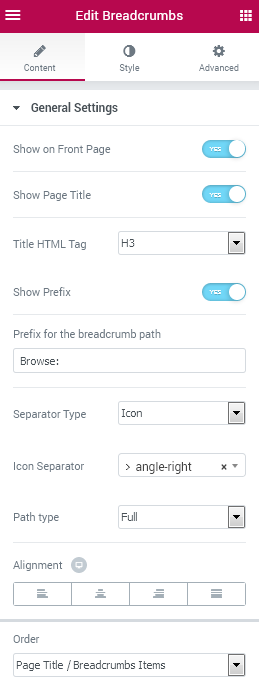 Edit Breadcrumbs
Content Style Advanced
General Settings
Show on Front Page YES
Show Page Title YES
Title HTML Tag H3
Show Prefix YES
Prefix for the breadcrumb path
Browse:
Separator Type Icon
Icon Separator > angle-right ×
Path type Full
Alignment
Order
Page Title / Breadcrumbs Items